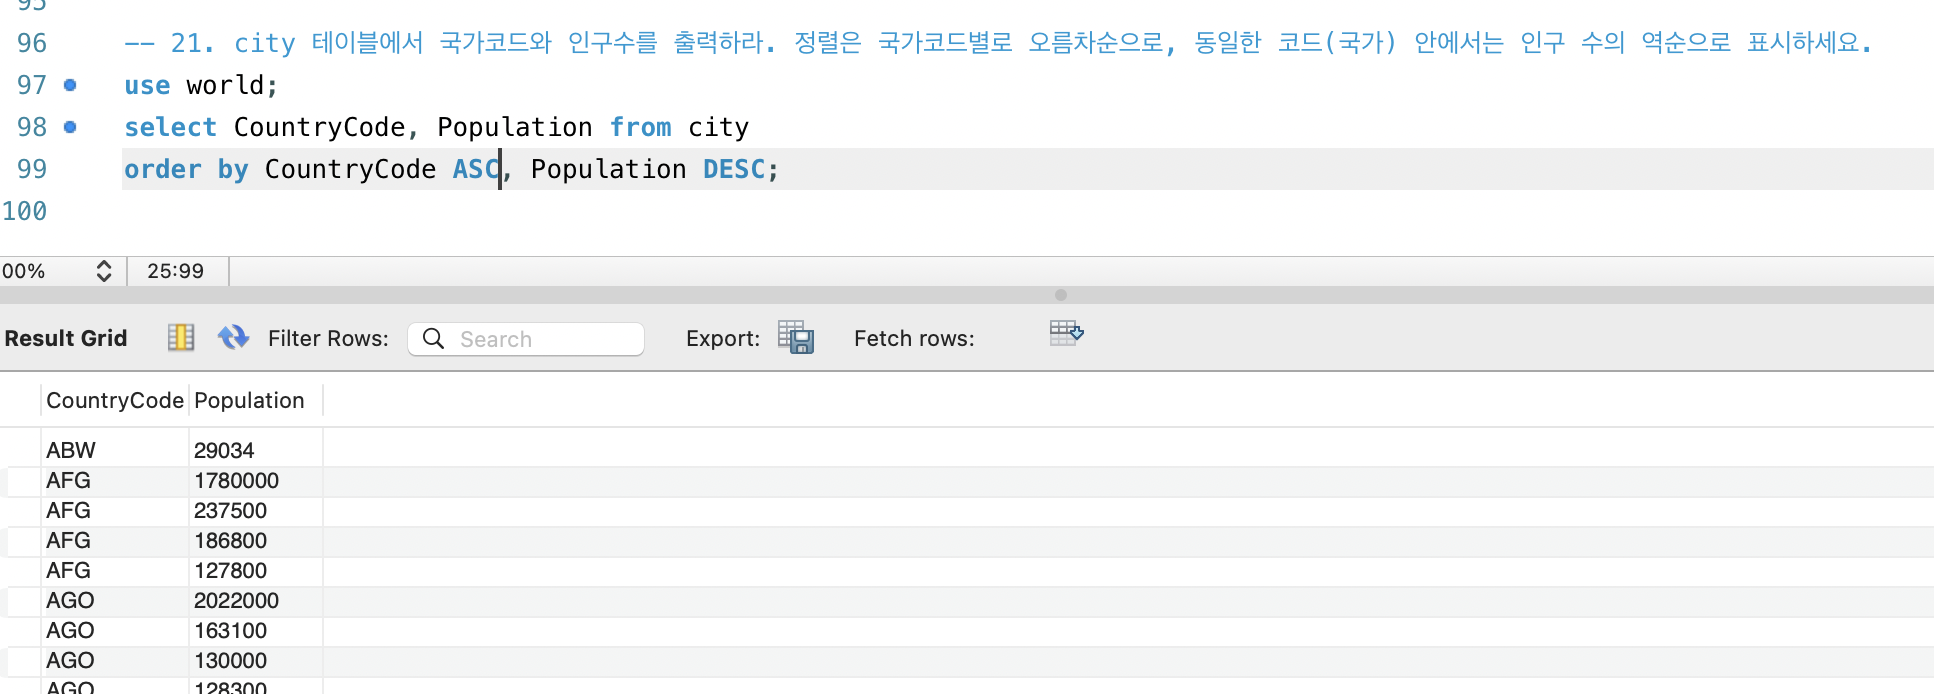 95
96 -- 21. city 테이블에서 국가코드와 인구수를 출력하라. 정렬은 국가코드별로 오름차순으로, 동일한 코드(국가) 안에서는 인구 수의 역순으로 표시하세요.
97 use world;
98 select CountryCode, Population from city
99 order by CountryCode ASC, Population DESC;
100
00% 25:99
Result Grid Filter Rows: Search Export: Fetch rows:
CountryCode Population
ABW 29034
AFG 1780000
AFG 237500
AFG 186800
AFG 127800
AGO 2022000
AGO 163100
AGO 130000
AGO 128300